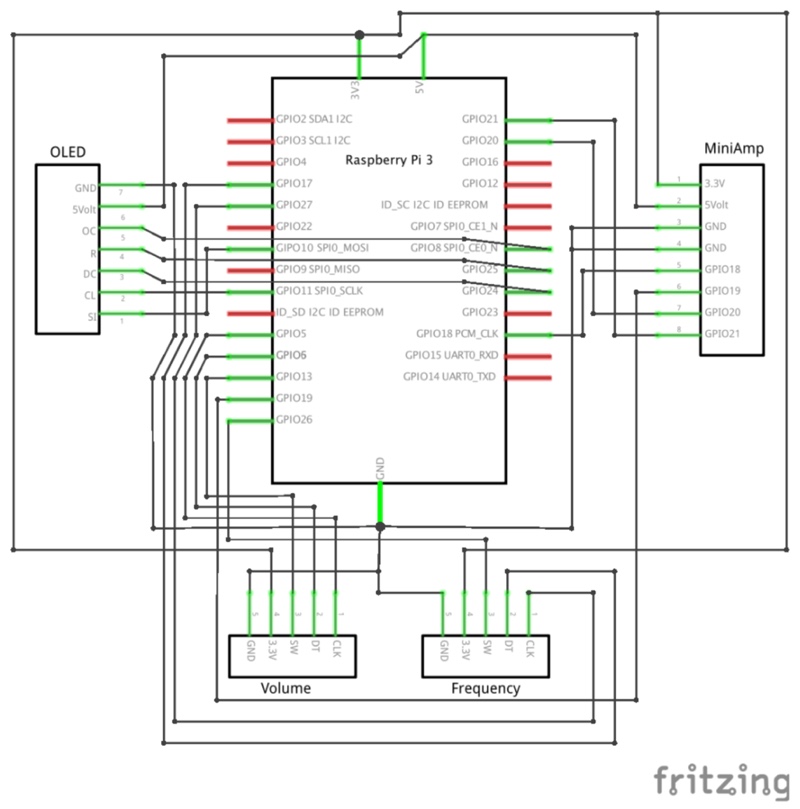 3V3
5V
GPIO2 SDA1 I2C
GPIO3 SCL1 I2C
GPIO4
GPIO17
GPIO27
GPIO22
GIPO10 SPI0_MOSI
GPIO9 SPI0_MISO
GPIO11 SPI0_SCLK
ID_SD I2C ID EEPROM
GPIO5
GPIO6
GPIO13
GPIO19
GPIO26
Raspberry Pi 3
GPIO21
GPIO20
GPIO16
GPIO12
ID_SC I2C ID EEPROM
GPIO7 SPI0_CE1_N
GPIO8 SPI0_CE0_N
GPIO25
GPIO24
GPIO23
GPIO18 PCM_CLK
GPIO15 UART0_RXD
GPIO14 UART0_TXD
GND
OLED
GND 7
5Volt 6
OC 5
R 4
DC 3
CL 2
SI 1
MiniAmp
1 3.3V
2 5Volt
3 GND
4 GND
5 GPIO18
6 GPIO19
7 GPIO20
8 GPIO21
5 4 3 2 1
GND 3.3V SW DT CLK
Volume
5 4 3 2 1
GND 3.3V SW DT CLK
Frequency
fritzing